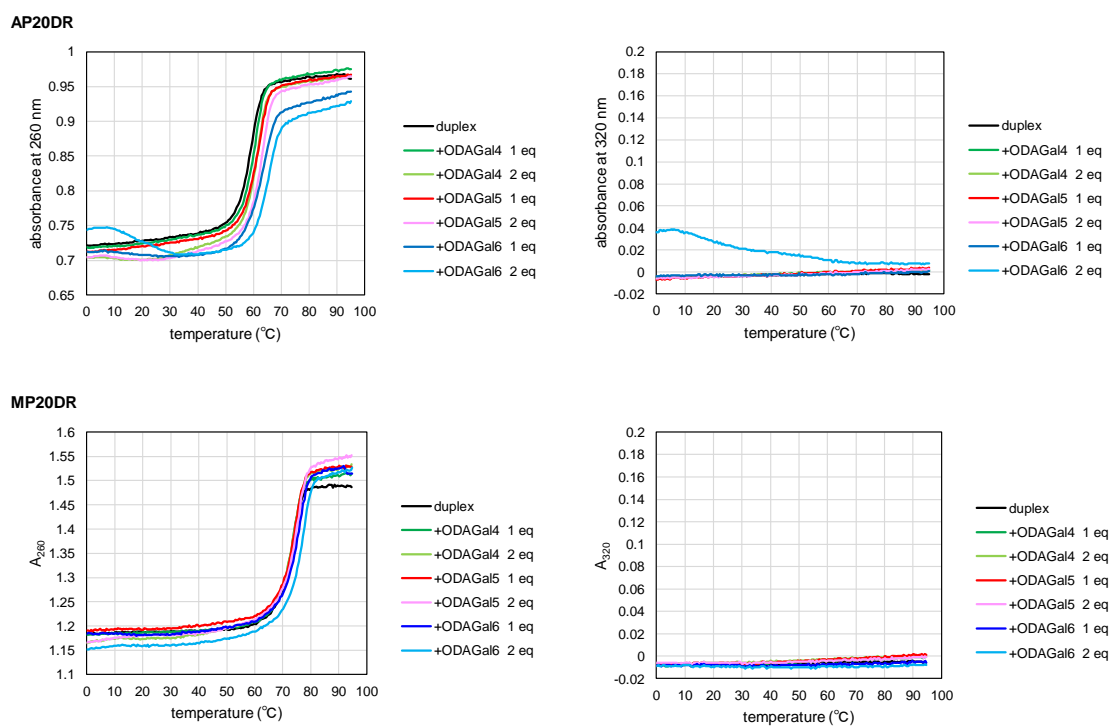 AP20DR
1
0.95
0.9
0.85
0.8
0.75
0.7
0.65
absorbance at 260 nm
0 10 20 30 40 50 60 70 80 90 100
temperature (℃)
duplex
+ODAGal4 1 eq
+ODAGal4 2 eq
+ODAGal5 1 eq
+ODAGal5 2 eq
+ODAGal6 1 eq
+ODAGal6 2 eq
0.2
0.18
0.16
0.14
0.12
0.1
0.08
0.06
0.04
0.02
0
-0.02
absorbance at 320 nm
0 10 20 30 40 50 60 70 80 90 100
temperature (℃)
duplex
+ODAGal4 1 eq
+ODAGal4 2 eq
+ODAGal5 1 eq
+ODAGal5 2 eq
+ODAGal6 1 eq
+ODAGal6 2 eq
MP20DR
1.6
1.55
1.5
1.45
1.4
1.35
1.3
1.25
1.2
1.15
1.1
A260
0 10 20 30 40 50 60 70 80 90 100
temperature (℃)
duplex
+ODAGal4 1 eq
+ODAGal4 2 eq
+ODAGal5 1 eq
+ODAGal5 2 eq
+ODAGal6 1 eq
+ODAGal6 2 eq
0.2
0.18
0.16
0.14
0.12
0.1
0.08
0.06
0.04
0.02
0
-0.02
A320
0 10 20 30 40 50 60 70 80 90 100
temperature (℃)
duplex
+ODAGal4 1 eq
+ODAGal4 2 eq
+ODAGal5 1 eq
+ODAGal5 2 eq
+ODAGal6 1 eq
+ODAGal6 2 eq